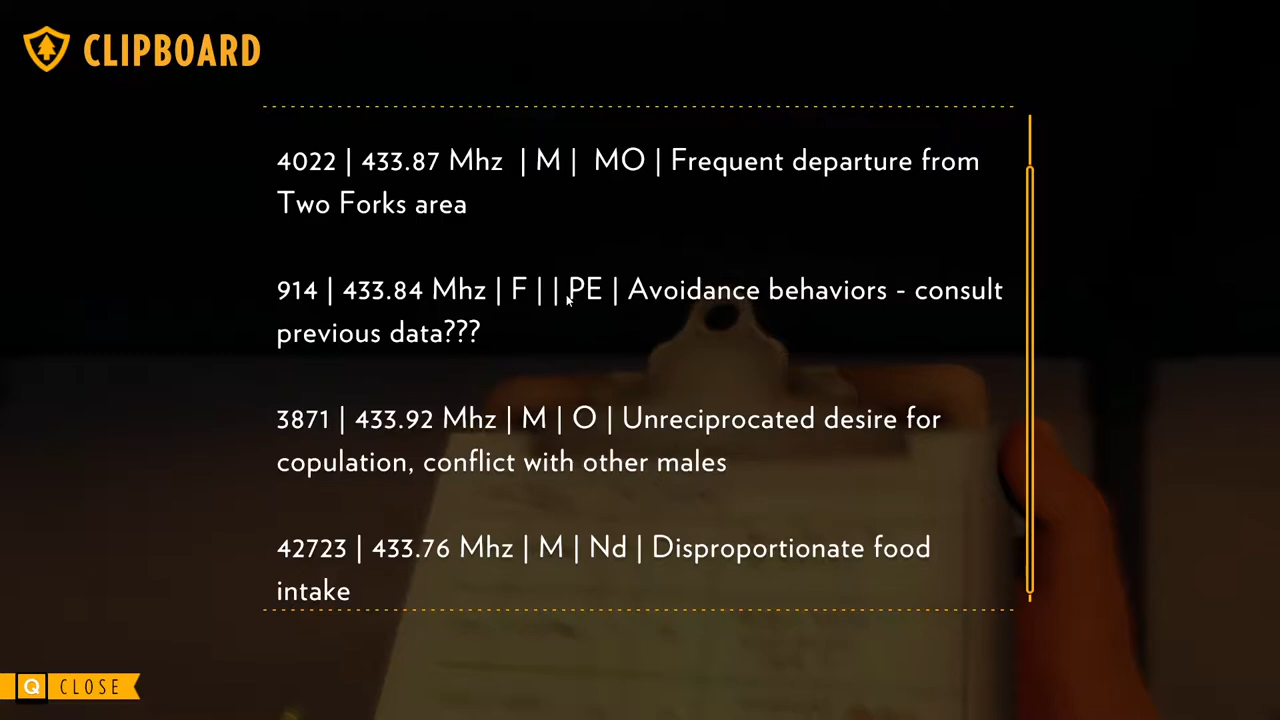 CLIPBOARD
4022 | 433.87 Mhz | M | MO | Frequent departure from
Two Forks area
914 | 433.84 Mhz | F | | PE | Avoidance behaviors - consult
previous data???
3871 | 433.92 Mhz | M | O | Unreciprocated desire for
copulation, conflict with other males
42723 | 433.76 Mhz | M | Nd | Disproportionate food
intake
Q CLOSE